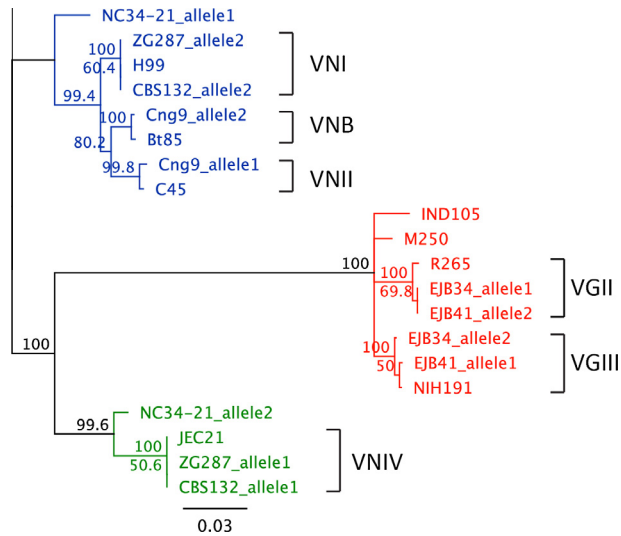 NC34-21_allele1
ZG287_allele2
100
H99
60.4
VNI
CBS132_allele2
99.4
Cng9_allele2
100
VNB
Bt85
80.2
Cng9_allele1
99.8
VNII
C45
IND105
M250
100
R265
100
EJB34_allele1
69.8
VGII
EJB41_allele2
EJB34_allele2
100
EJB41_allele1
50
VGIII
NIH191
100
NC34-21_allele2
99.6
JEC21
100
ZG287_allele1
50.6
VNIV
CBS132_allele1
0.03